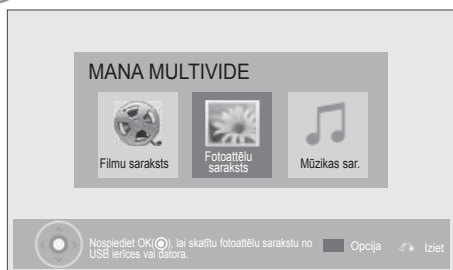 MANA MULTIVIDE
Filmu saraksts
Fotoattēlu
saraksts
Mūzikas sar.
Nospiediet OK(◉), lai skatītu fotoattēlu sarakstu no
USB ierīces vai datora.
Opcija
Iziet